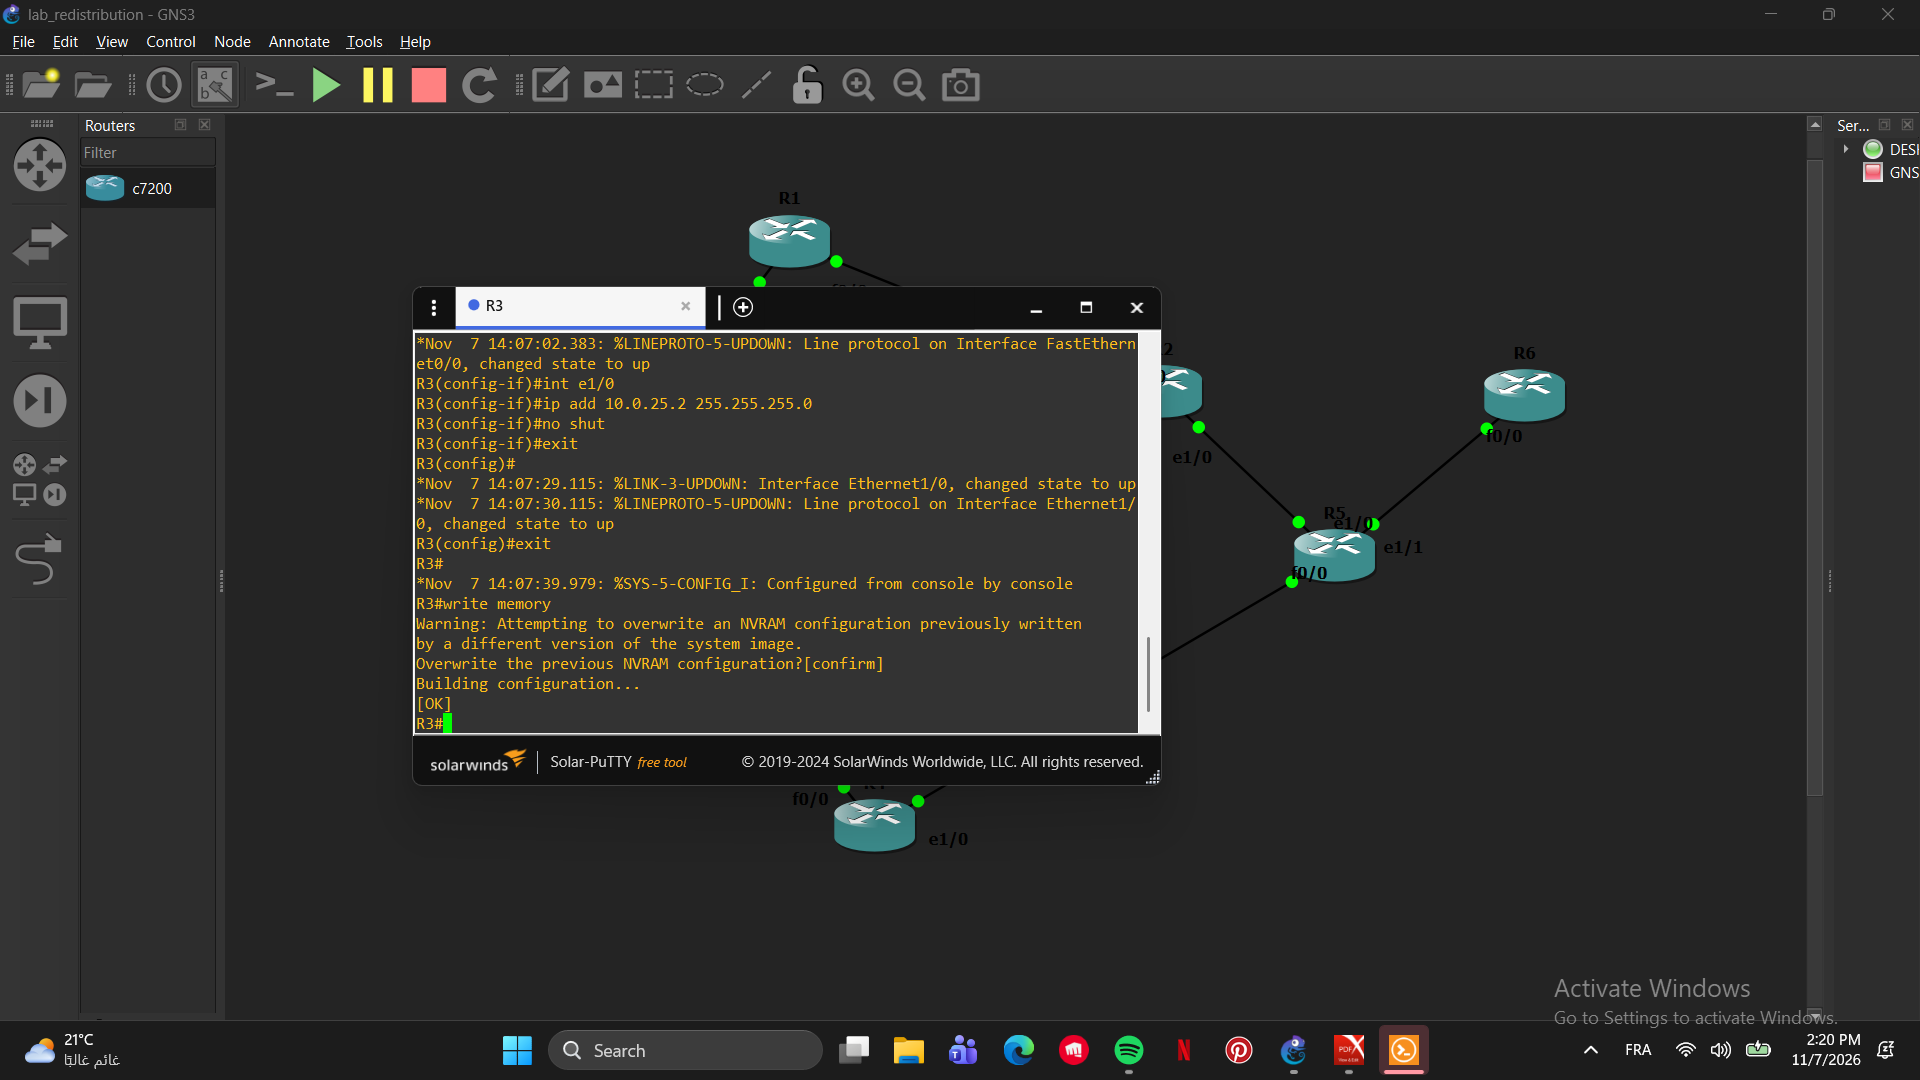 lab_redistribution - GNS3
File Edit View Control Node Annotate Tools Help
Routers
Filter
c7200
Ser...
DESH
GNS
R1
R6
f0/0
e1/0
R5
e1/0
e1/1
f0/0
f0/0
e1/0
R3
*Nov  7 14:07:02.383: %LINEPROTO-5-UPDOWN: Line protocol on Interface FastEthern
et0/0, changed state to up
R3(config-if)#int e1/0
R3(config-if)#ip add 10.0.25.2 255.255.255.0
R3(config-if)#no shut
R3(config-if)#exit
R3(config)#
*Nov  7 14:07:29.115: %LINK-3-UPDOWN: Interface Ethernet1/0, changed state to up
*Nov  7 14:07:30.115: %LINEPROTO-5-UPDOWN: Line protocol on Interface Ethernet1/
0, changed state to up
R3(config)#exit
R3#
*Nov  7 14:07:39.979: %SYS-5-CONFIG_I: Configured from console by console
R3#write memory
Warning: Attempting to overwrite an NVRAM configuration previously written
by a different version of the system image.
Overwrite the previous NVRAM configuration?[confirm]
Building configuration...
[OK]
R3#
solarwinds Solar-PuTTY free tool © 2019-2024 SolarWinds Worldwide, LLC. All rights reserved.
Activate Windows
Go to Settings to activate Windows.
21°C
غائم غالبًا
Search
FRA
2:20 PM
11/7/2026